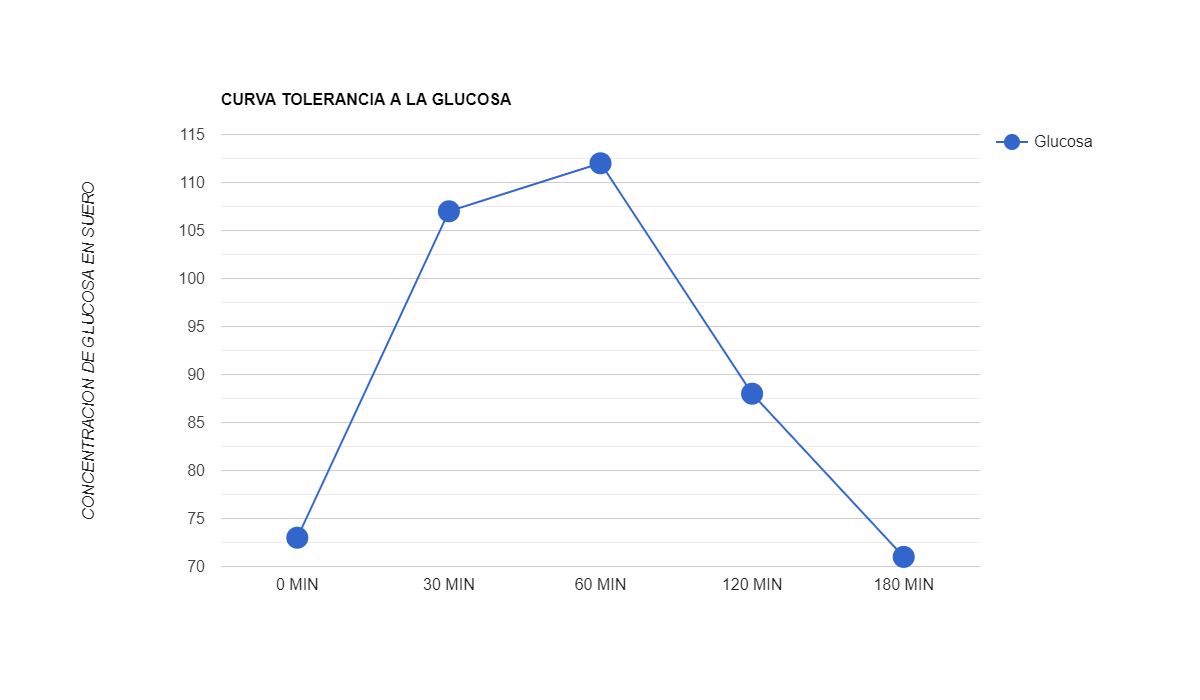 CURVA TOLERANCIA A LA GLUCOSA
Glucosa
CONCENTRACION DE GLUCOSA EN SUERO
115
110
105
100
95
90
85
80
75
70
0 MIN
30 MIN
60 MIN
120 MIN
180 MIN